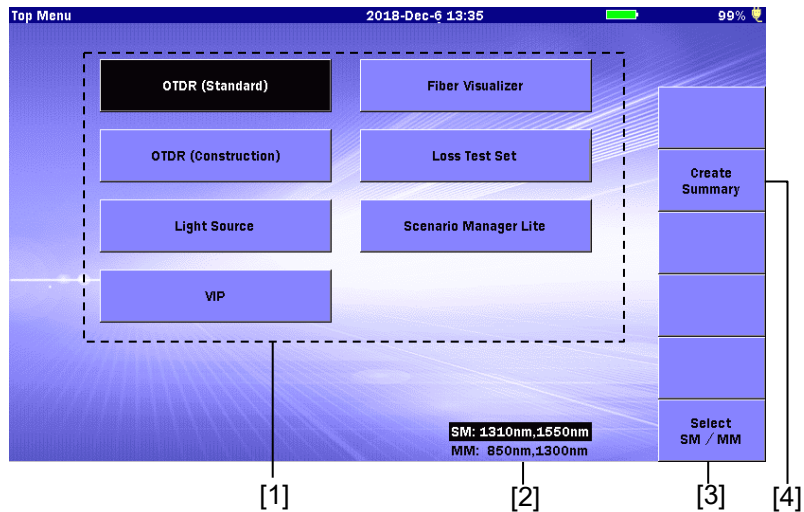 Top Menu 2018-Dec-6 13:35 99%
OTDR (Standard) Fiber Visualizer
OTDR (Construction) Loss Test Set
Create
Summary
Light Source Scenario Manager Lite
VIP
SM: 1310nm,1550nm
MM: 850nm,1300nm
Select
SM / MM
[1] [2] [3] [4]